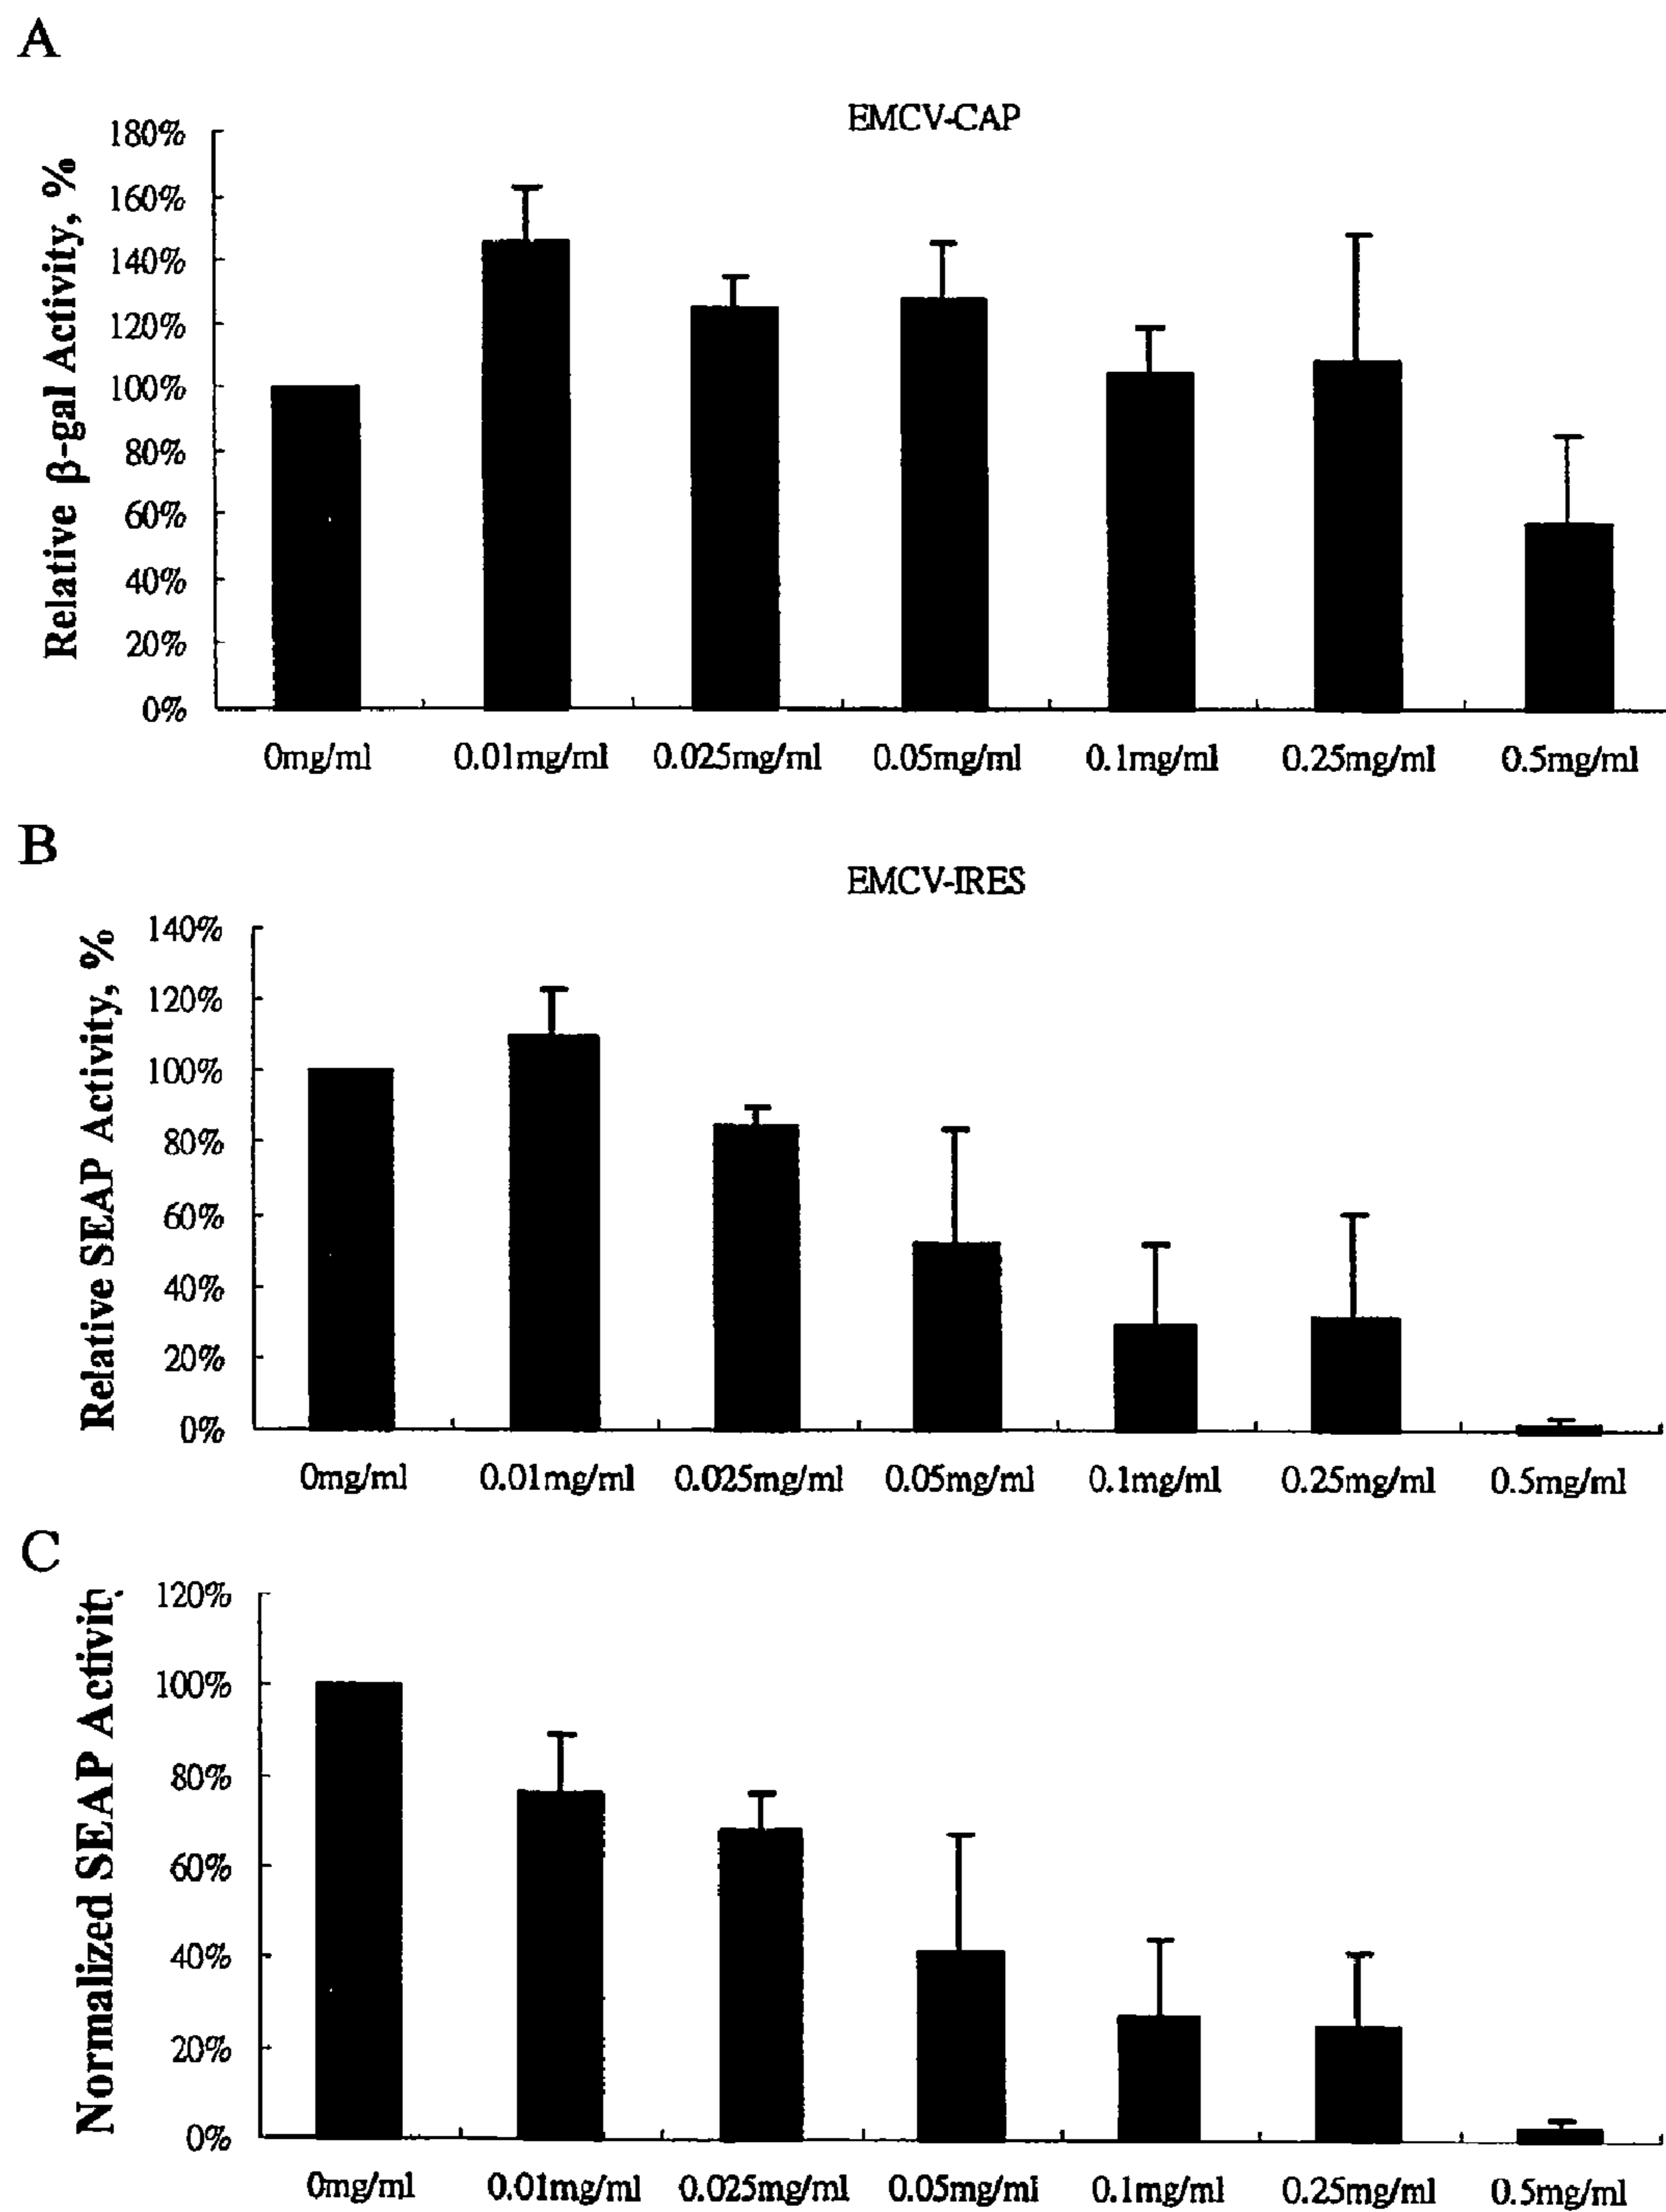 A
EMCV-CAP
Relative β-gal Activity, %
180%
160%
140%
120%
100%
80%
60%
40%
20%
0%
0mg/ml 0.01mg/ml 0.025mg/ml 0.05mg/ml 0.1mg/ml 0.25mg/ml 0.5mg/ml
B
EMCV-IRES
Relative SEAP Activity, %
140%
120%
100%
80%
60%
40%
20%
0%
0mg/ml 0.01mg/ml 0.025mg/ml 0.05mg/ml 0.1mg/ml 0.25mg/ml 0.5mg/ml
C
Normalized SEAP Activit
120%
100%
80%
60%
40%
20%
0%
0mg/ml 0.01mg/ml 0.025mg/ml 0.05mg/ml 0.1mg/ml 0.25mg/ml 0.5mg/ml